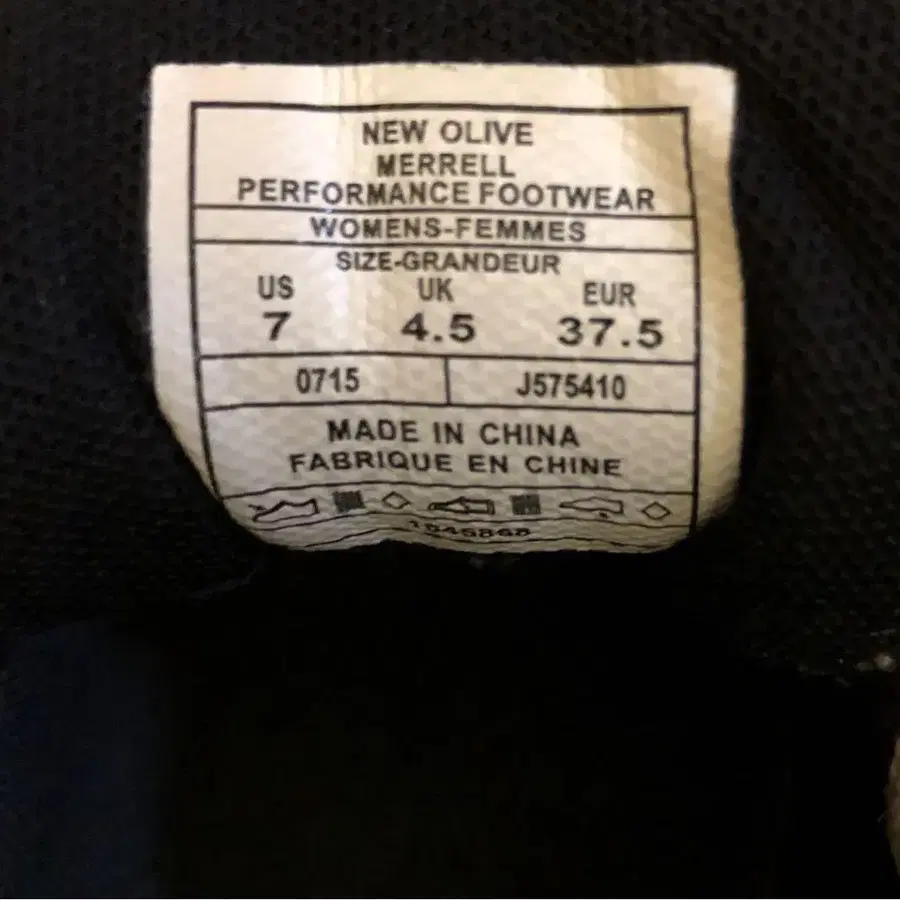 NEW OLIVE
MERRELL
PERFORMANCE FOOTWEAR
WOMENS-FEMMES
SIZE-GRANDEUR
US UK EUR
7 4.5 37.5
0715 J575410
MADE IN CHINA
FABRIQUE EN CHINE